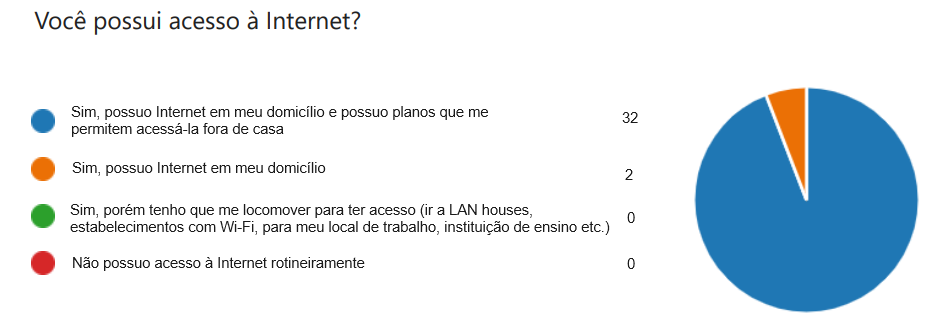 Você possui acesso à Internet?
Sim, possuo Internet em meu domicílio e possuo planos que me
permitem acessá-la fora de casa
32
Sim, possuo Internet em meu domicílio
2
Sim, porém tenho que me locomover para ter acesso (ir a LAN houses,
estabelecimentos com Wi-Fi, para meu local de trabalho, instituição de ensino etc.)
0
Não possuo acesso à Internet rotineiramente
0